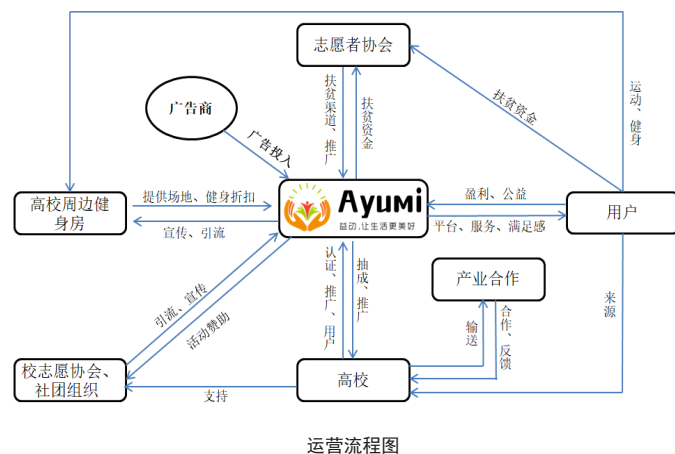 志愿者协会
运动、健身
广告商
扶贫渠道、推广
扶贫资金
扶贫资金
广告投入
高校周边健
身房
提供场地、健身折扣
宣传、引流
Ayumi
益动,让生活更美好
盈利、公益
平台、服务、满足感
用户
引流、宣传
活动赞助
认证、推广、用户
抽成、推广
产业合作
来源
输送
合作、反馈
校志愿协会、
社团组织
支持
高校
运营流程图